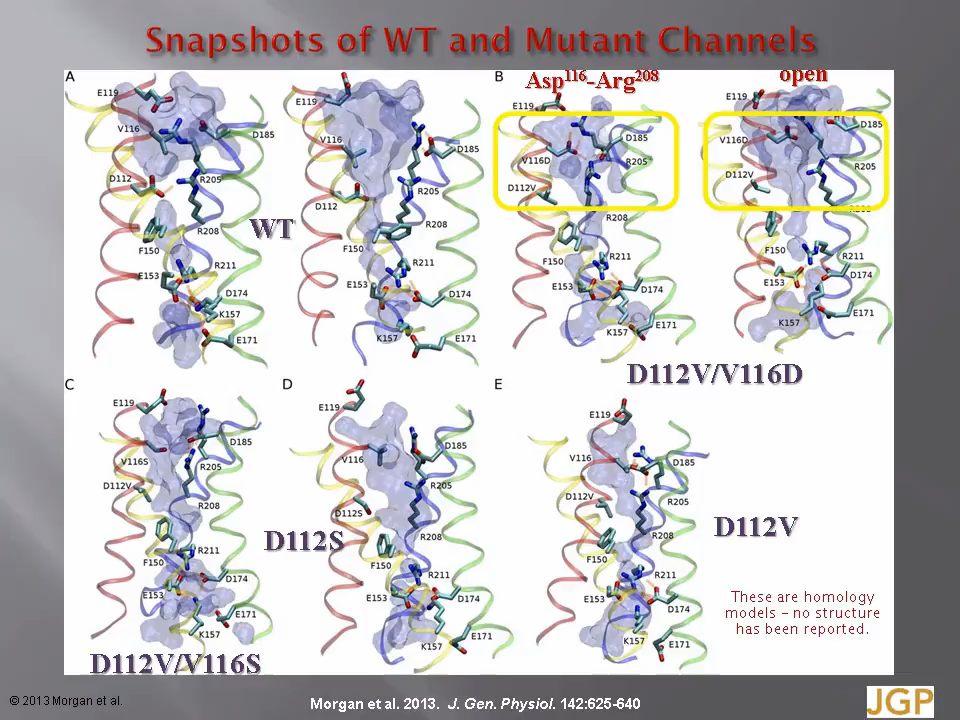 Snapshots of WT and Mutant Channels
A
E119
V116
D185
D112
R205
R208
F150
R211
E153
D174
K157
E171
E119
V116
D185
R205
D112
R208
F150
R211
E153
D174
K157
E171
WT
B
Asp116-Arg208
E119
D185
V116D
R205
D112V
R208
F150
R211
E153
D174
K157
E171
open
E119
D185
V116D
R205
D112V
F150
R211
D174
E153
K157
E171
D112V/V116D
C
E119
D185
V116S
R205
D112V
R208
R211
F150
D174
E153
E171
K157
D112V/V116S
D
E119
D185
V116
R205
D112S
R208
F150
R211
E153
D174
E171
K157
D112S
E
E119
V116
D185
D112V
R205
R208
F150
R211
E153
D174
K157
E171
D112V
These are homology
models – no structure
has been reported.
© 2013 Morgan et al.
Morgan et al. 2013. J. Gen. Physiol. 142:625-640
JGP